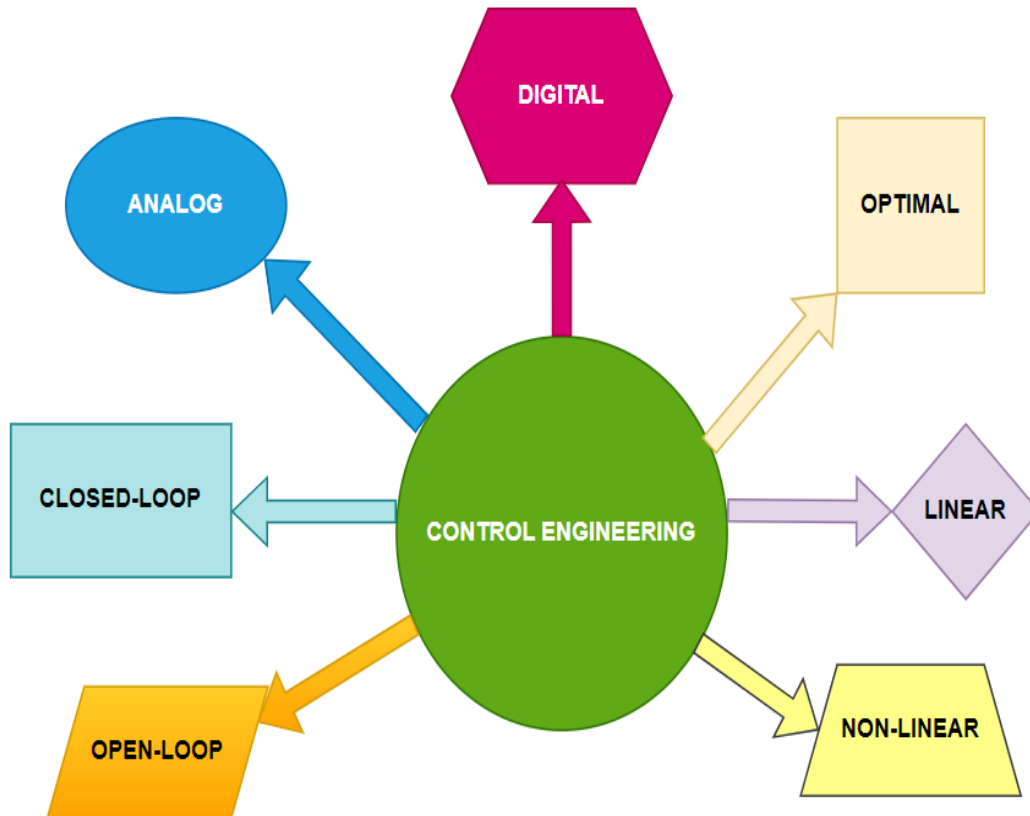 DIGITAL
ANALOG
OPTIMAL
CLOSED-LOOP
CONTROL ENGINEERING
LINEAR
OPEN-LOOP
NON-LINEAR